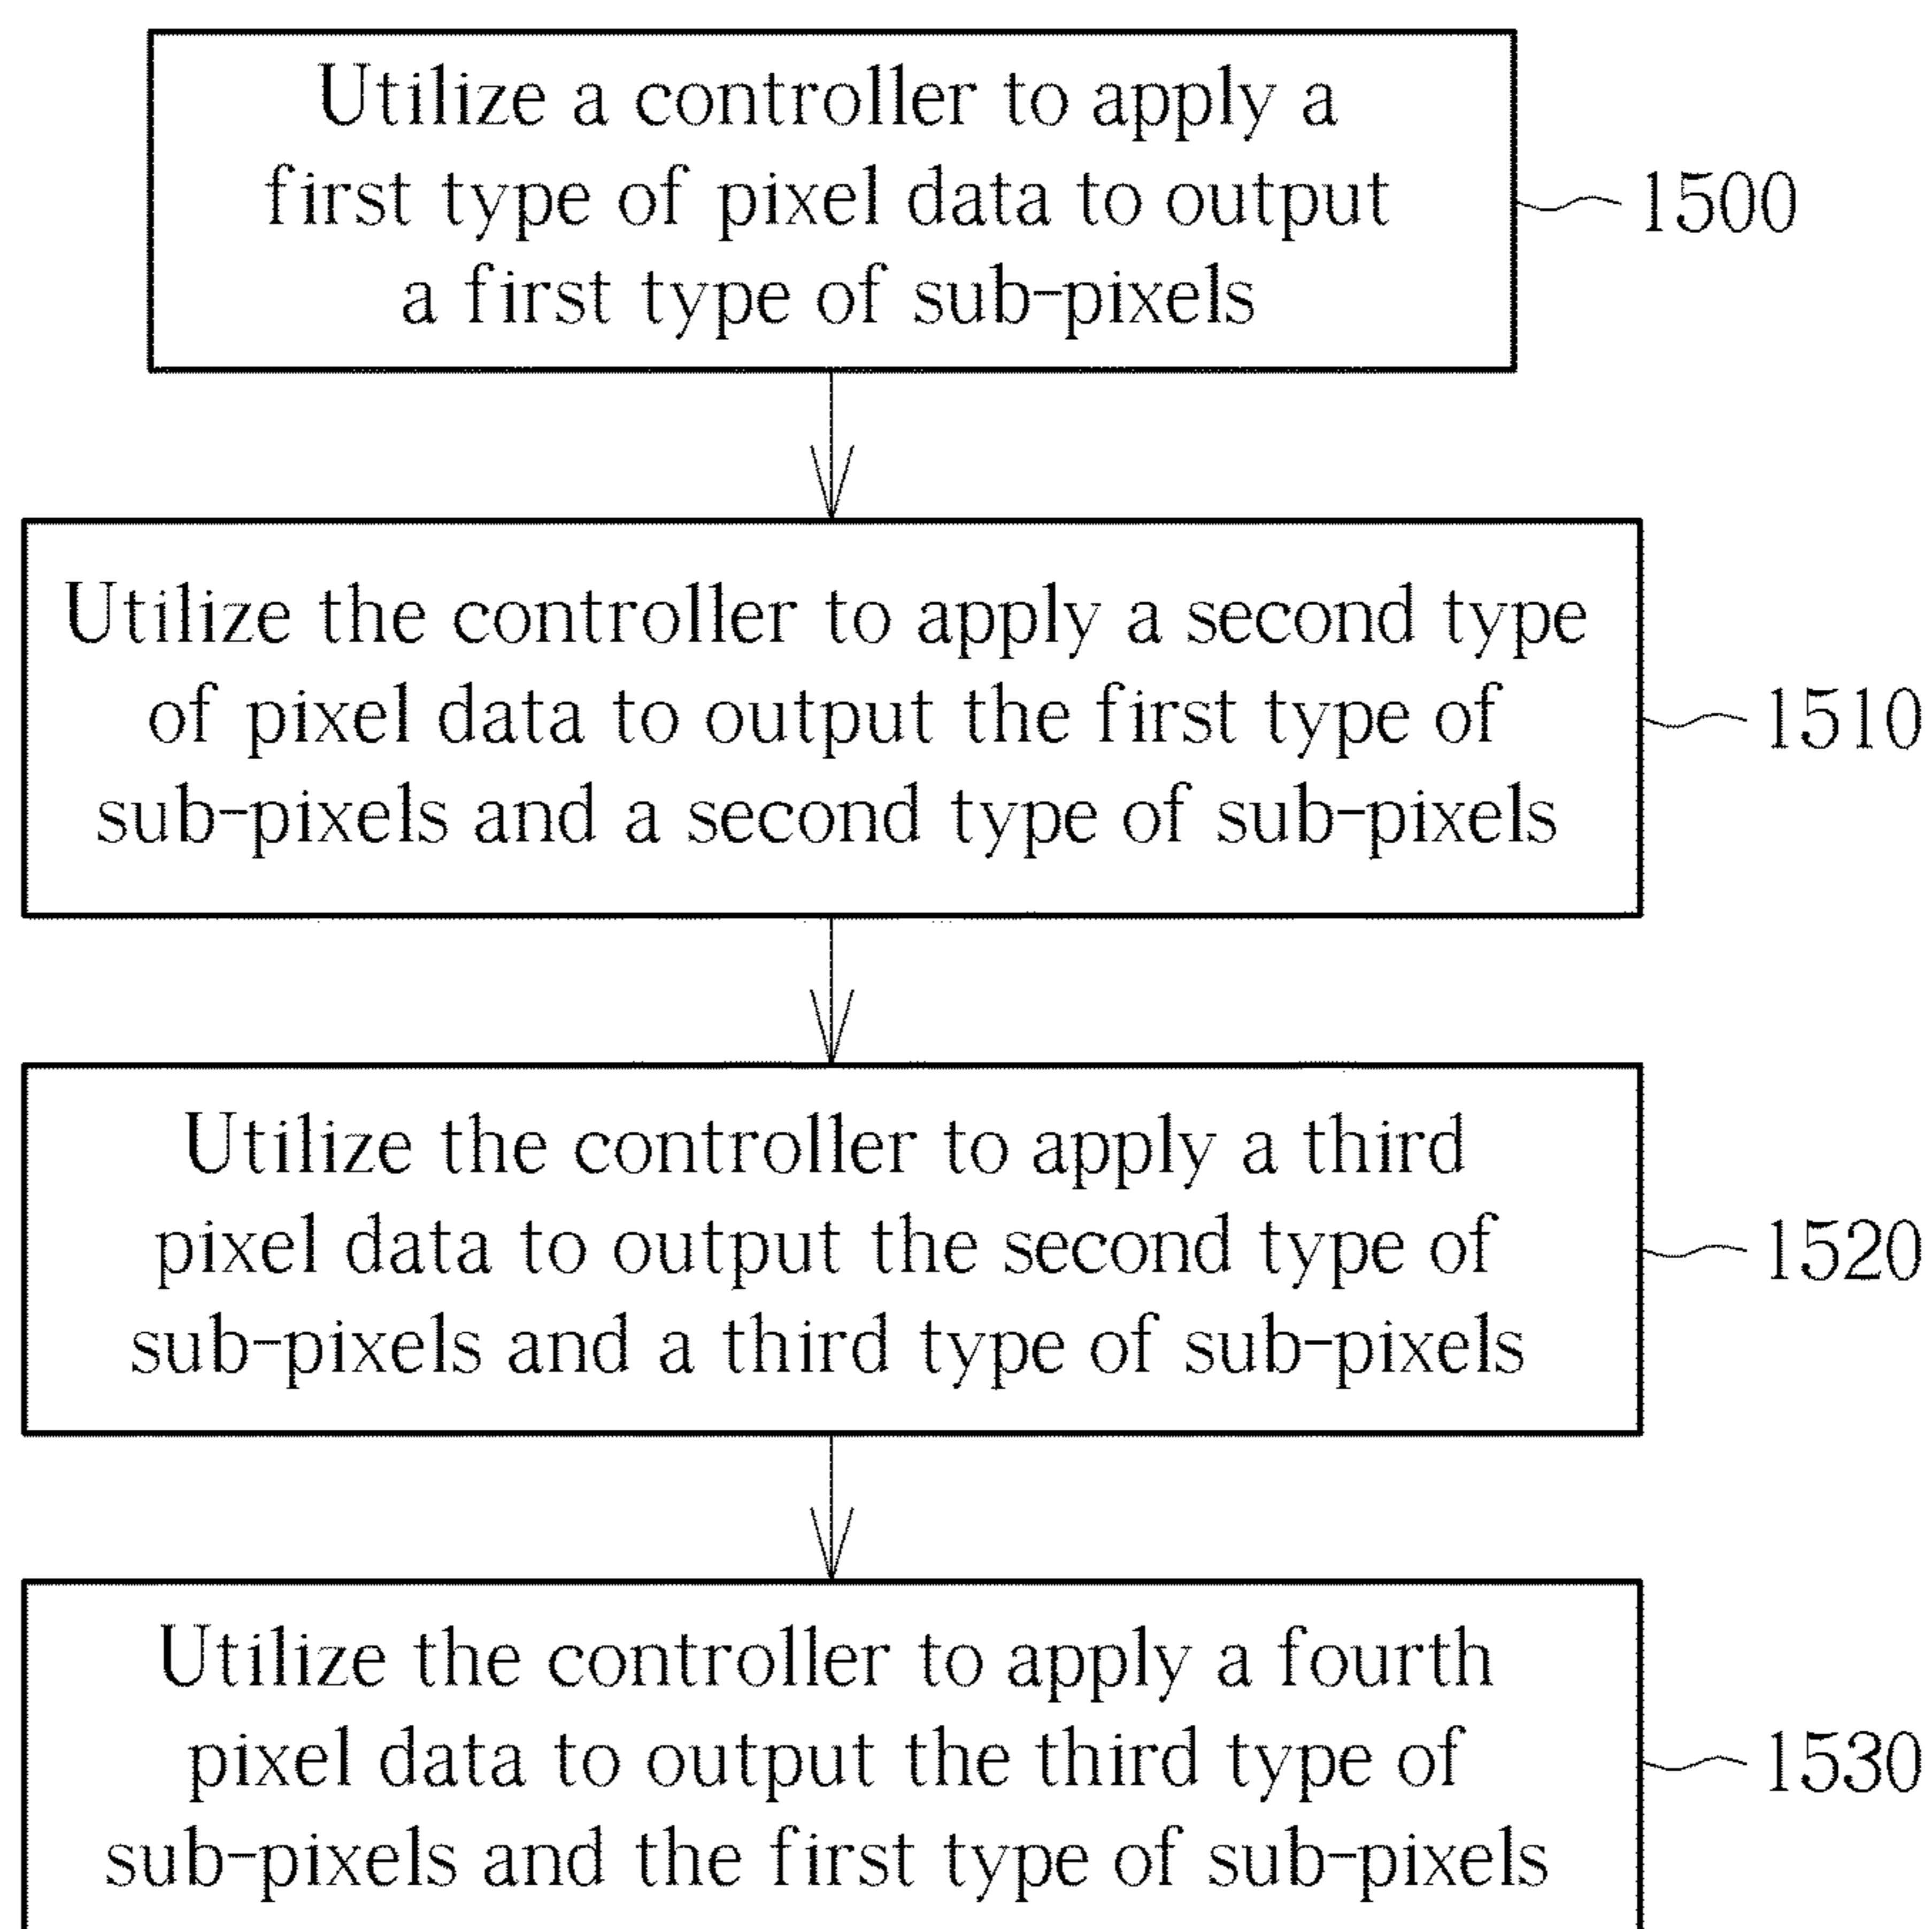 Utilize a controller to apply a
first type of pixel data to output
a first type of sub-pixels
1500
Utilize the controller to apply a second type
of pixel data to output the first type of
sub-pixels and a second type of sub-pixels
1510
Utilize the controller to apply a third
pixel data to output the second type of
sub-pixels and a third type of sub-pixels
1520
Utilize the controller to apply a fourth
pixel data to output the third type of
sub-pixels and the first type of sub-pixels
1530